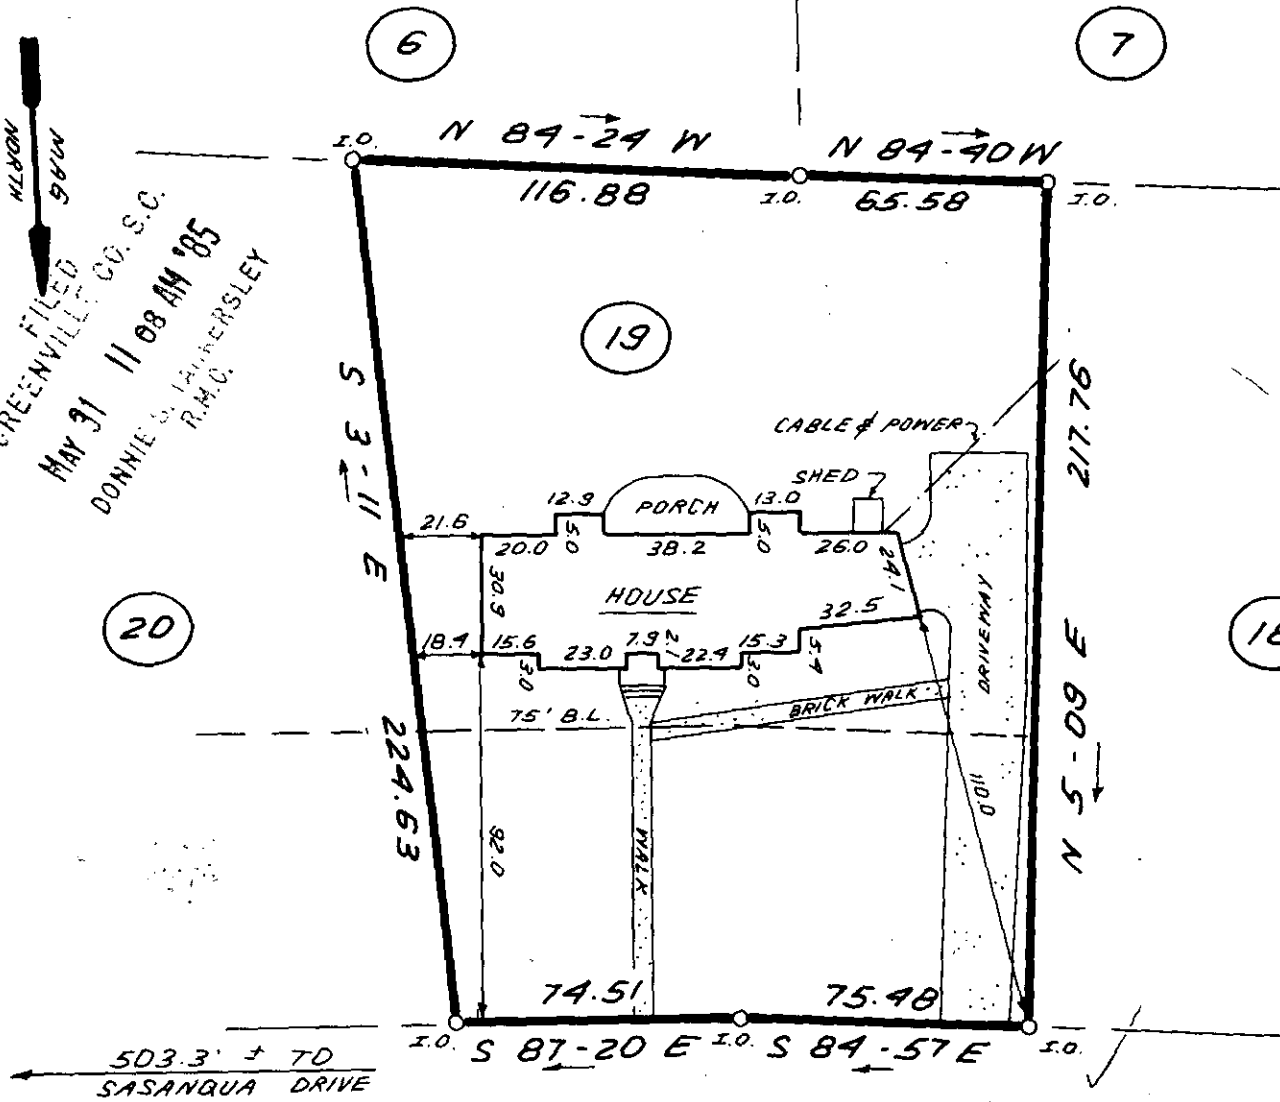 6
7
MAG
NORTH
I.O.
N 84-24 W
N 84-40 W
116.88
I.O.
65.58
I.O.
FILED
GREENVILLE CO. S.C.
MAY 31 11 08 AM '85
DONNIE S. TANKERSLEY
R.M.C.
19
S 3-11 E
224.63
217.76
N 5-09 E
CABLE & POWER
SHED
12.9
PORCH
13.0
21.6
20.0
5.0
38.2
5.0
26.0
24.1
30.9
HOUSE
32.5
DRIVEWAY
20
18
18.4
15.6
23.0
7.9
2.1
22.4
15.3
5.4
3.0
3.0
BRICK WALK
75' B.L.
110.0
92.0
WALK
74.51
75.48
I.O.
S 87-20 E
I.O.
S 84-57 E
I.O.
503.3' ± TO
SASANQUA DRIVE